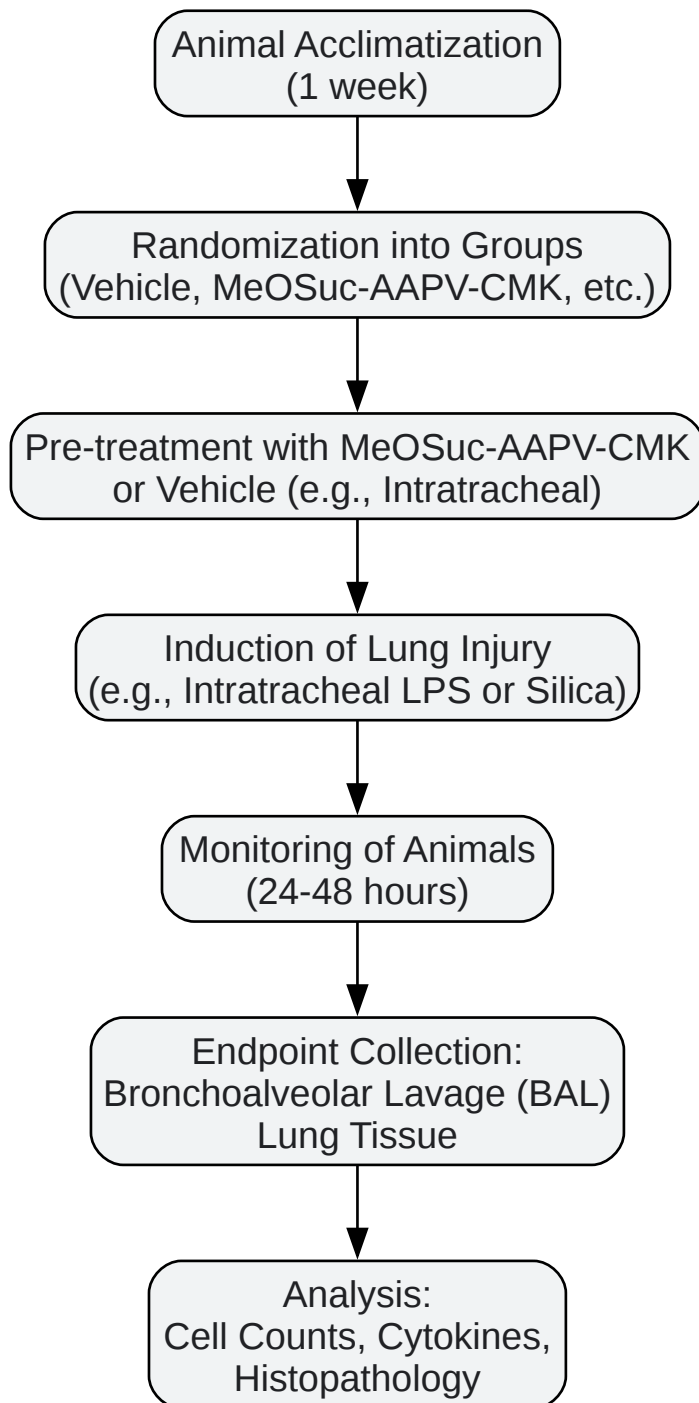 Animal Acclimatization
(1 week)
Randomization into Groups
(Vehicle, MeOSuc-AAPV-CMK, etc.)
Pre-treatment with MeOSuc-AAPV-CMK
or Vehicle (e.g., Intratracheal)
Induction of Lung Injury
(e.g., Intratracheal LPS or Silica)
Monitoring of Animals
(24-48 hours)
Endpoint Collection:
Bronchoalveolar Lavage (BAL)
Lung Tissue
Analysis:
Cell Counts, Cytokines,
Histopathology